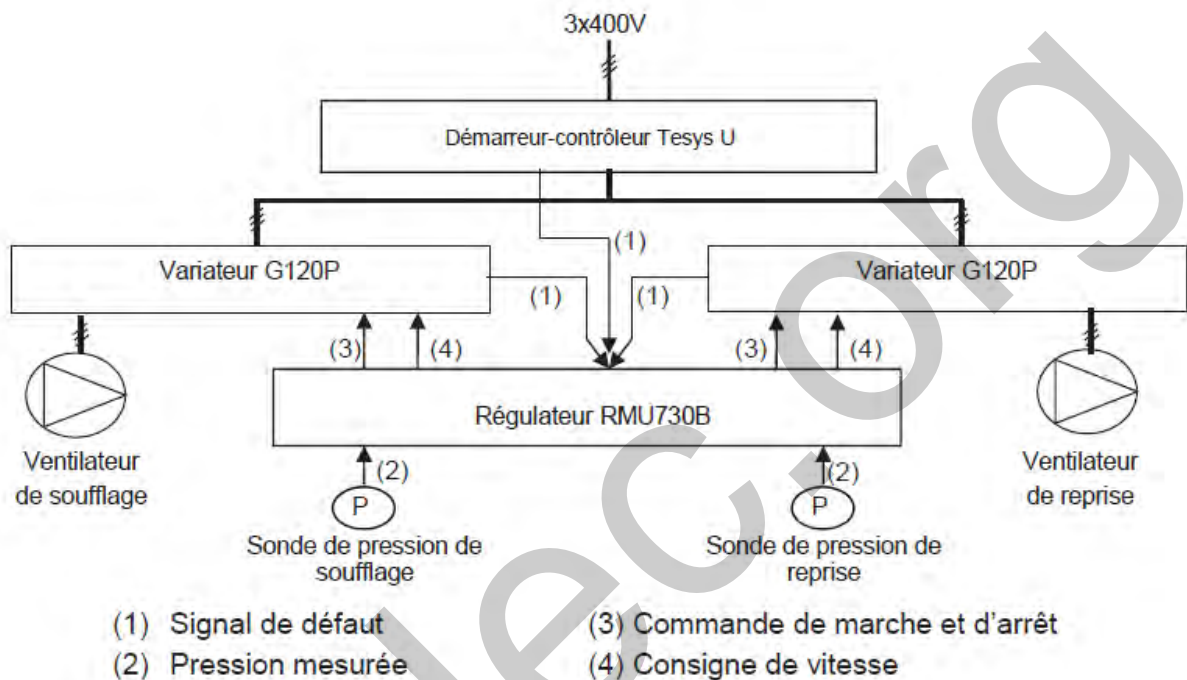 3x400V
Démarreur-contrôleur Tesys U
(1)
Variateur G120P
Variateur G120P
(1)
(1)
(3)
(4)
(3)
(4)
Régulateur RMU730B
Ventilateur
de soufflage
Ventilateur
de reprise
(2)
(2)
P
P
Sonde de pression de
soufflage
Sonde de pression de
reprise
(1) Signal de défaut
(3) Commande de marche et d'arrêt
(2) Pression mesurée
(4) Consigne de vitesse
lec.org